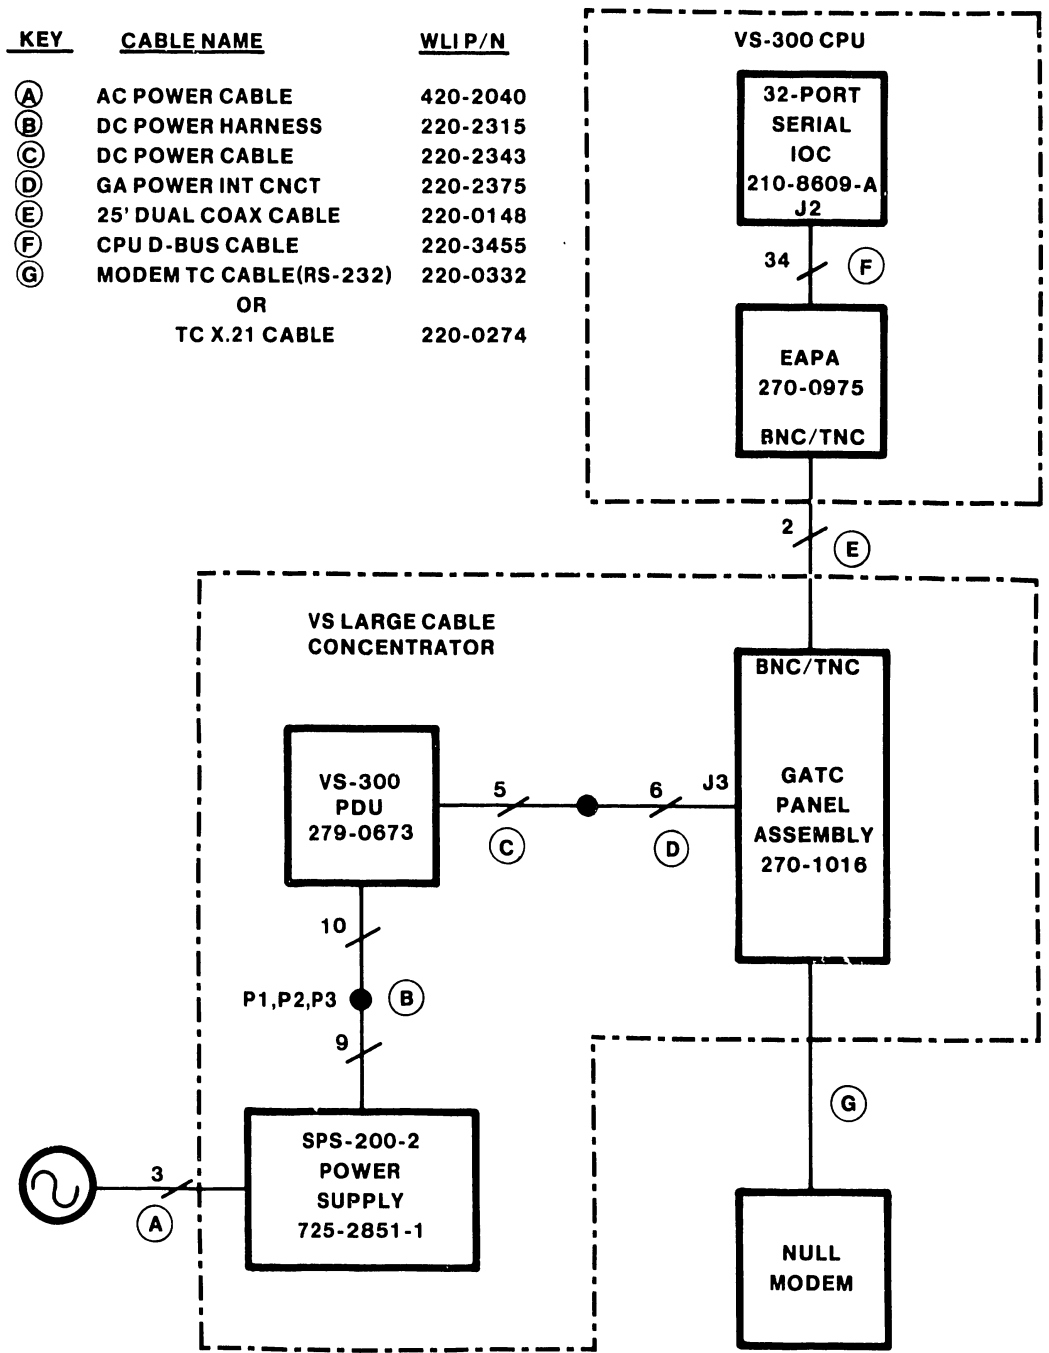 KEY CABLE NAME WLI P/N
A AC POWER CABLE 420-2040
B DC POWER HARNESS 220-2315
C DC POWER CABLE 220-2343
D GA POWER INT CNCT 220-2375
E 25' DUAL COAX CABLE 220-0148
F CPU D-BUS CABLE 220-3455
G MODEM TC CABLE(RS-232) 220-0332
OR
TC X.21 CABLE 220-0274
VS-300 CPU
32-PORT
SERIAL
IOC
210-8609-A
J2
34 F
EAPA
270-0975
BNC/TNC
2 E
VS LARGE CABLE
CONCENTRATOR
BNC/TNC
GATC
PANEL
ASSEMBLY
270-1016
VS-300
PDU
279-0673
5 6 J3
C D
10
P1,P2,P3 B
9
SPS-200-2
POWER
SUPPLY
725-2851-1
3
A
G
NULL
MODEM